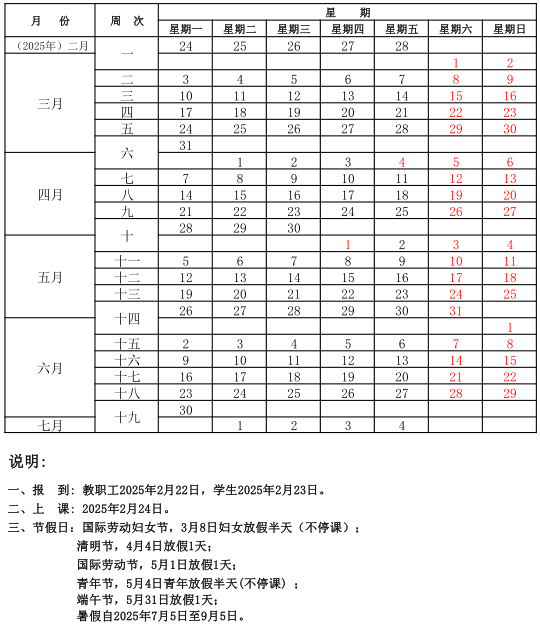 月 份 周 次 星 期
星期一 星期二 星期三 星期四 星期五 星期六 星期日
（2025年）二月 一 24 25 26 27 28
三月 1 2
二 3 4 5 6 7 8 9
三 10 11 12 13 14 15 16
四 17 18 19 20 21 22 23
五 24 25 26 27 28 29 30
六 31
四月 1 2 3 4 5 6
七 7 8 9 10 11 12 13
八 14 15 16 17 18 19 20
九 21 22 23 24 25 26 27
十 28 29 30
五月 1 2 3 4
十一 5 6 7 8 9 10 11
十二 12 13 14 15 16 17 18
十三 19 20 21 22 23 24 25
十四 26 27 28 29 30 31
六月 1
十五 2 3 4 5 6 7 8
十六 9 10 11 12 13 14 15
十七 16 17 18 19 20 21 22
十八 23 24 25 26 27 28 29
十九 30
七月 1 2 3 4
说明:
一、报 到: 教职工2025年2月22日, 学生2025年2月23日。
二、上 课: 2025年2月24日。
三、节假日: 国际劳动妇女节, 3月8日妇女放假半天（不停课）;
清明节, 4月4日放假1天;
国际劳动节, 5月1日放假1天;
青年节, 5月4日青年放假半天(不停课) ;
端午节, 5月31日放假1天;
暑假自2025年7月5日至9月5日。